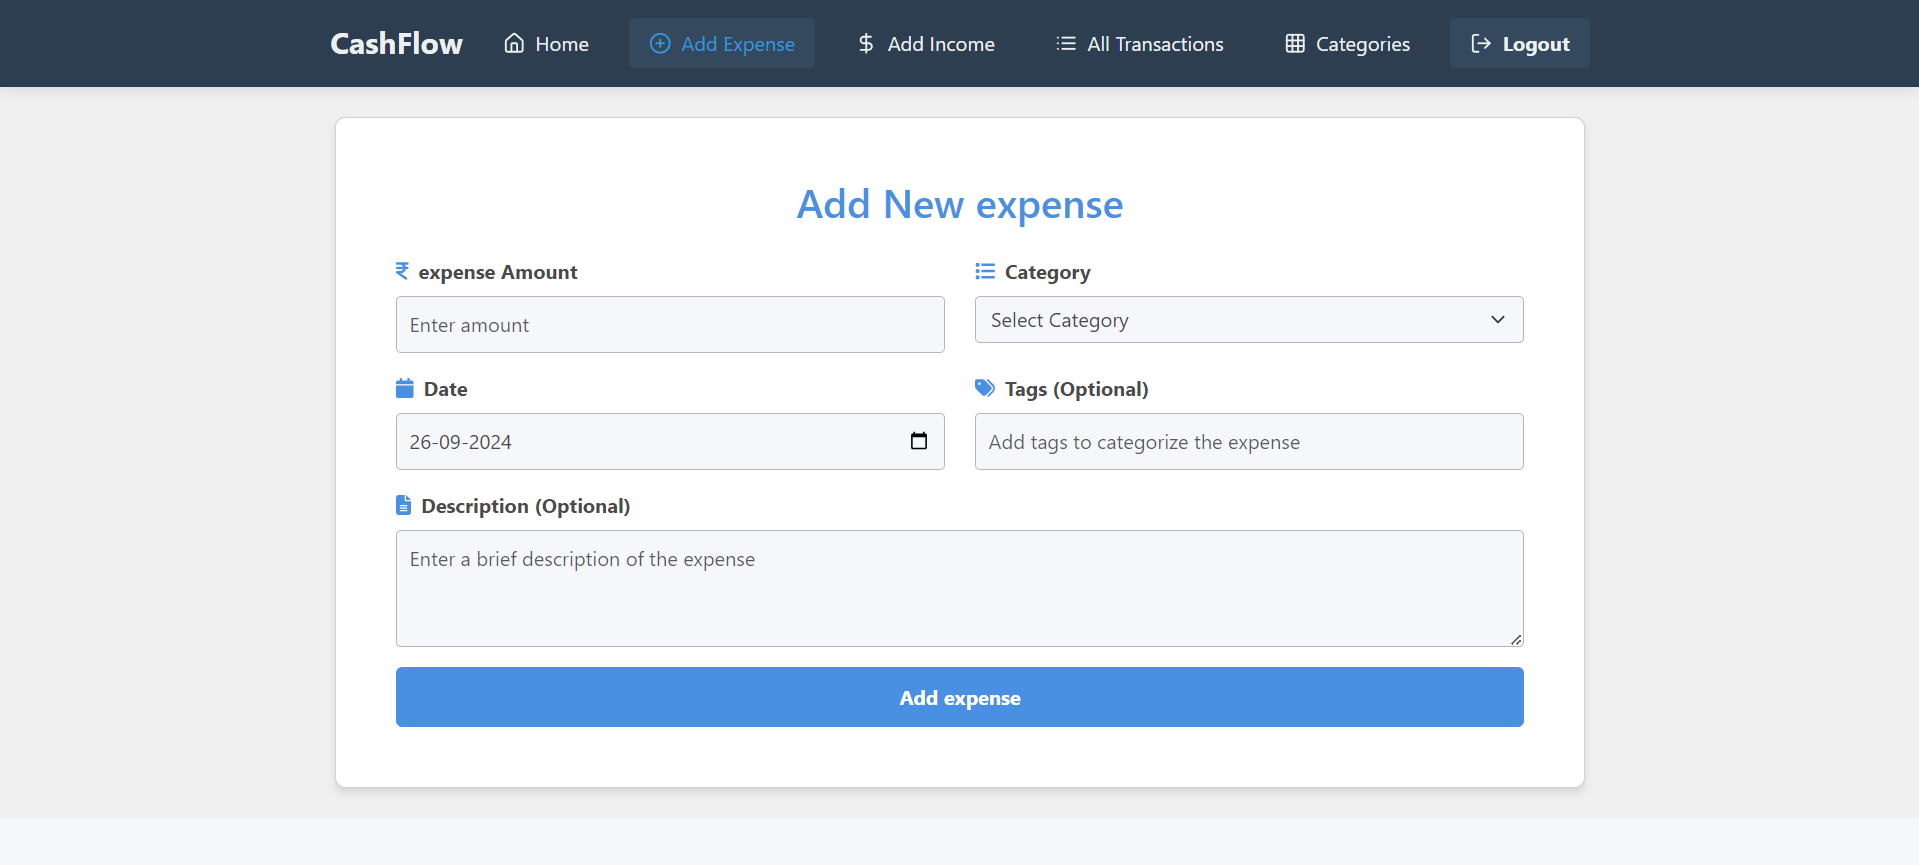 CashFlow Home Add Expense $ Add Income All Transactions Categories Logout
Add New expense
₹ expense Amount
Enter amount
Category
Select Category
Date
26-09-2024
Tags (Optional)
Add tags to categorize the expense
Description (Optional)
Enter a brief description of the expense
Add expense